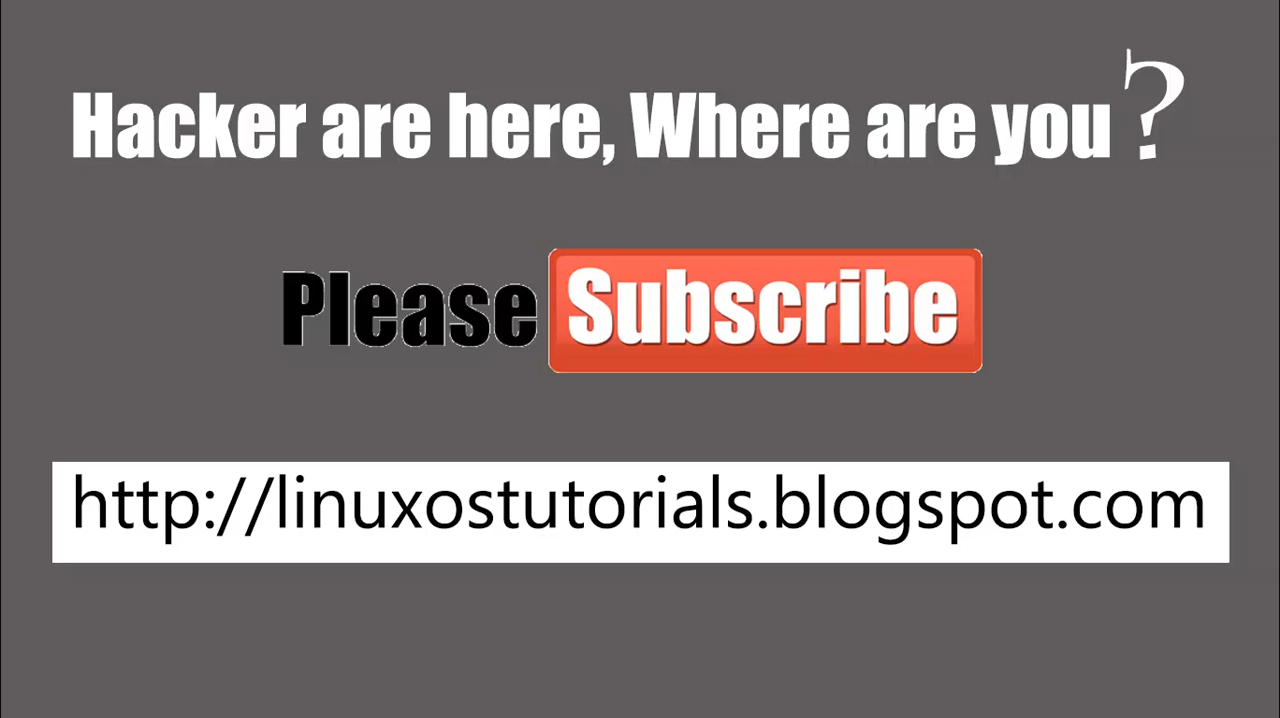 Hacker are here, Where are you?
Please Subscribe
http://linuxostutorials.blogspot.com